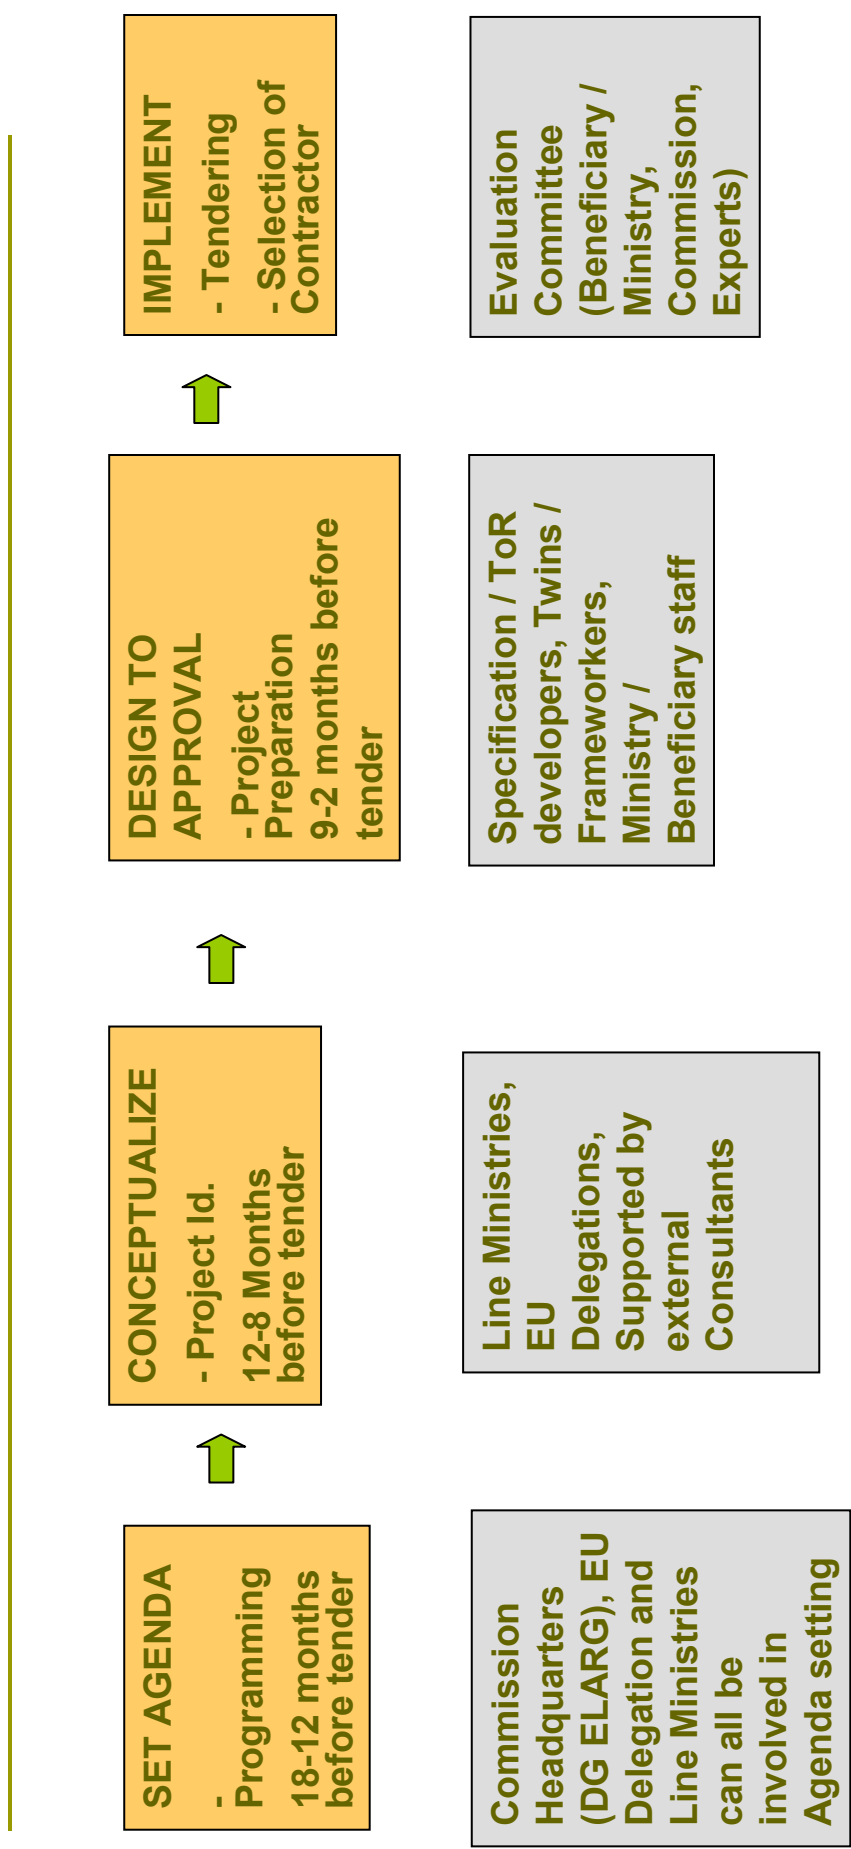 SET AGENDA
-
Programming
18-12 months
before tender
CONCEPTUALIZE
- Project Id.
12-8 Months
before tender
DESIGN TO
APPROVAL
- Project
Preparation
9-2 months before
tender
IMPLEMENT
- Tendering
- Selection of
Contractor
Commission
Headquarters
(DG ELARG), EU
Delegation and
Line Ministries
can all be
involved in
Agenda setting
Line Ministries,
EU
Delegations,
Supported by
external
Consultants
Specification / ToR
developers, Twins /
Frameworkers,
Ministry /
Beneficiary staff
Evaluation
Committee
(Beneficiary /
Ministry,
Commission,
Experts)